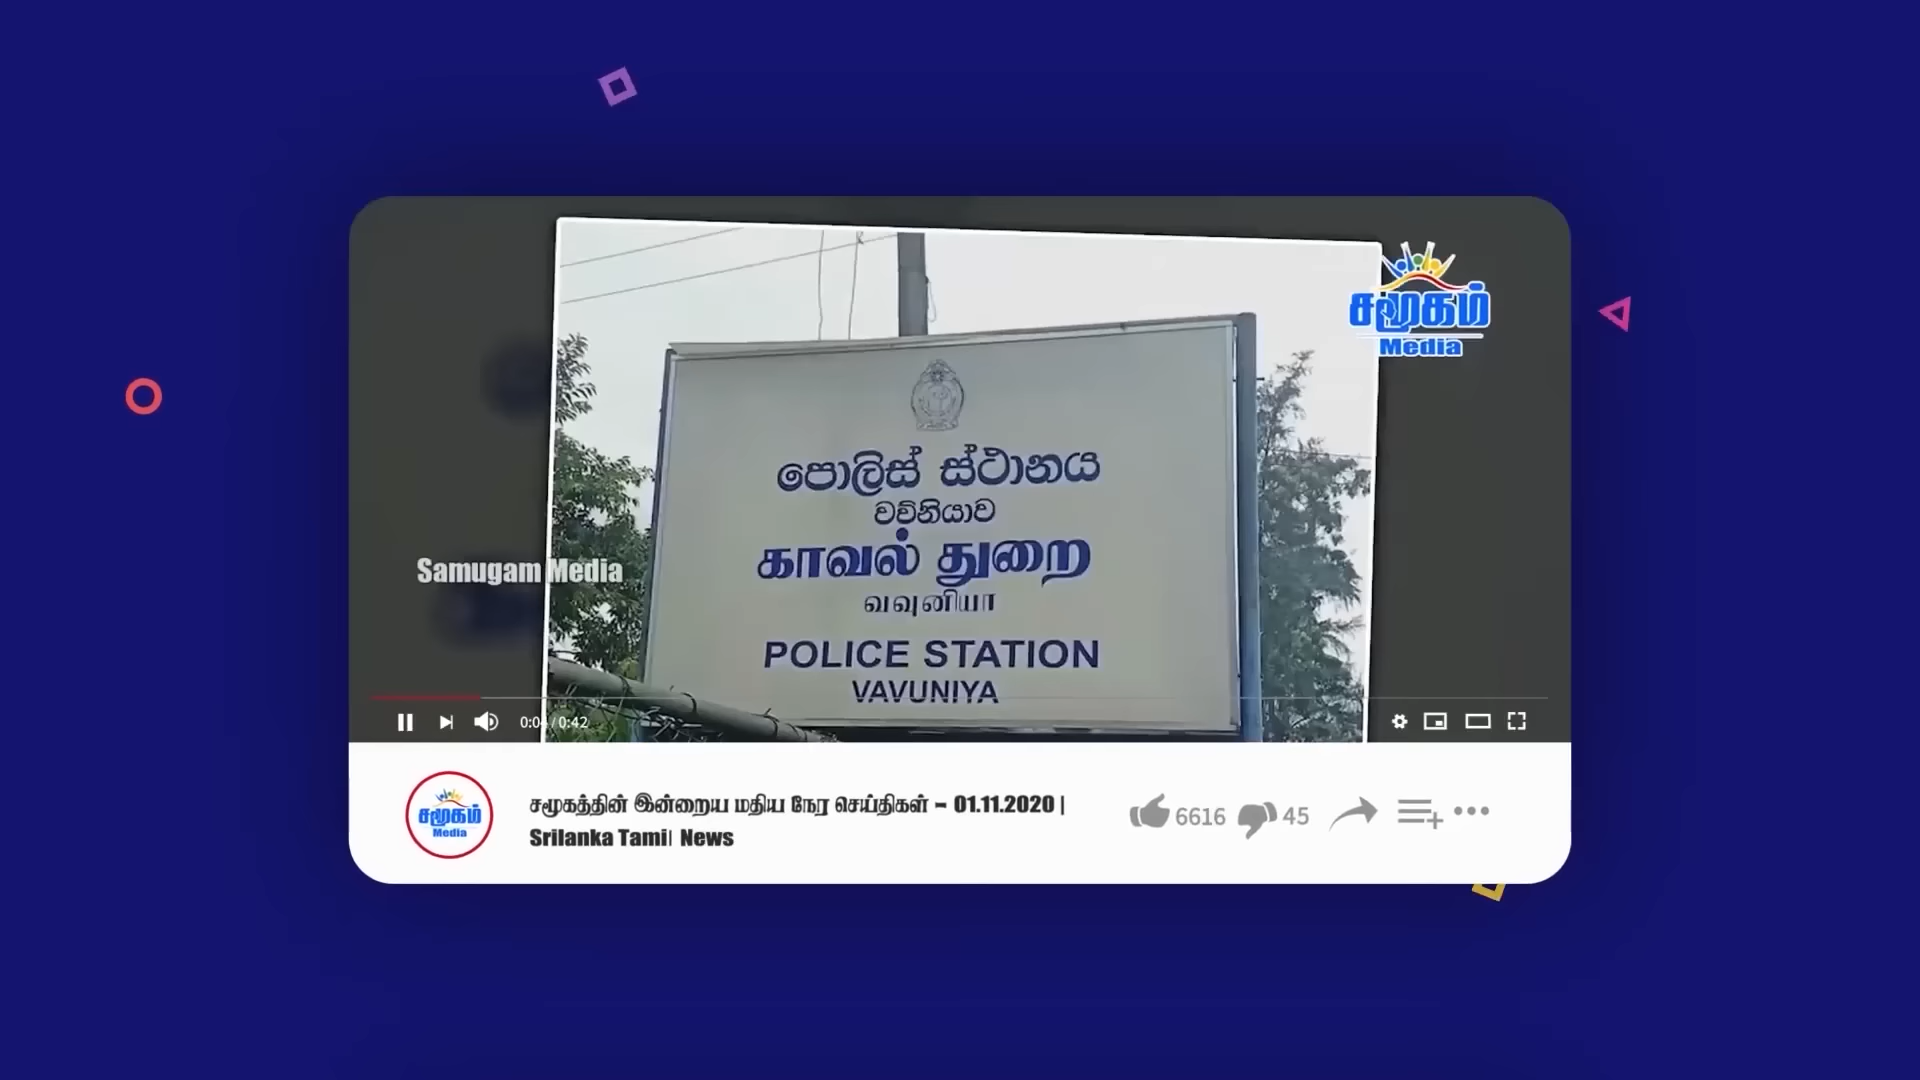 சமூகம்
Media
පොලිස් ස්ථානය
වව්නියාව
காவல் துறை
வவுனியா
POLICE STATION
VAVUNIYA
Samugam Media
0:04 / 0:42
சமூகம்
Media
சமூகத்தின் இன்றைய மதிய நேர செய்திகள் – 01.11.2020 |
Srilanka Tamil News
6616
45